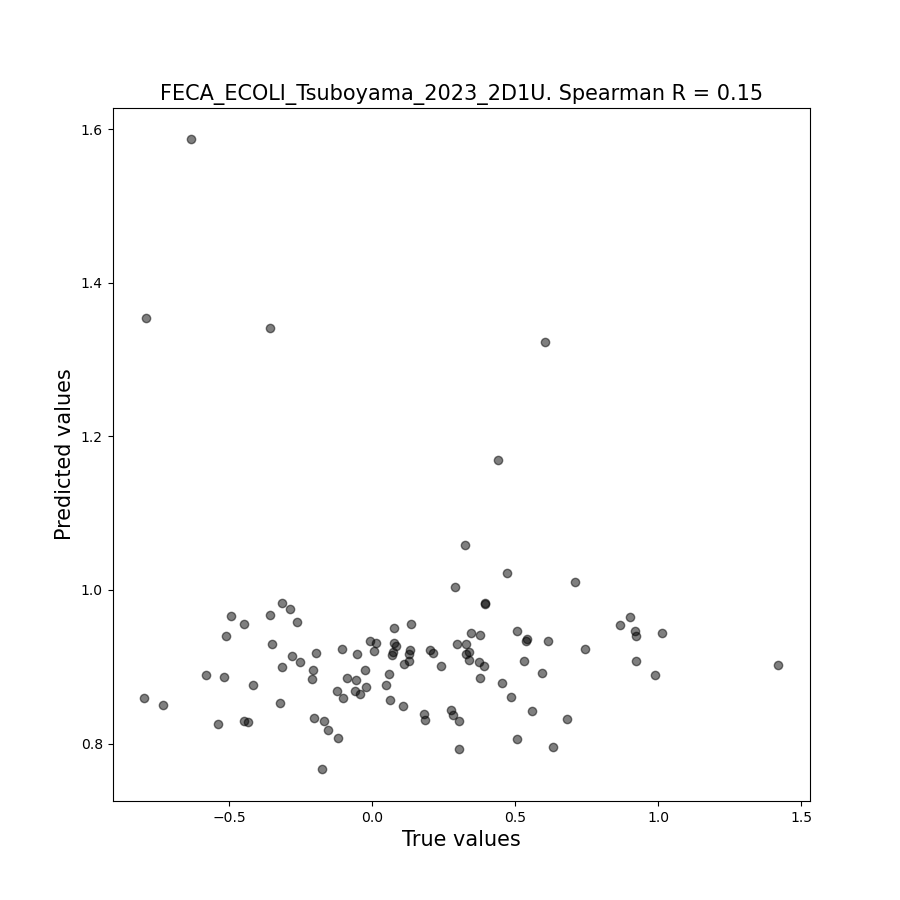 FECA_ECOLI_Tsuboyama_2023_2D1U. Spearman R = 0.15
1.6
1.4
1.2
1.0
0.8
Predicted values
−0.5 0.0 0.5 1.0 1.5
True values